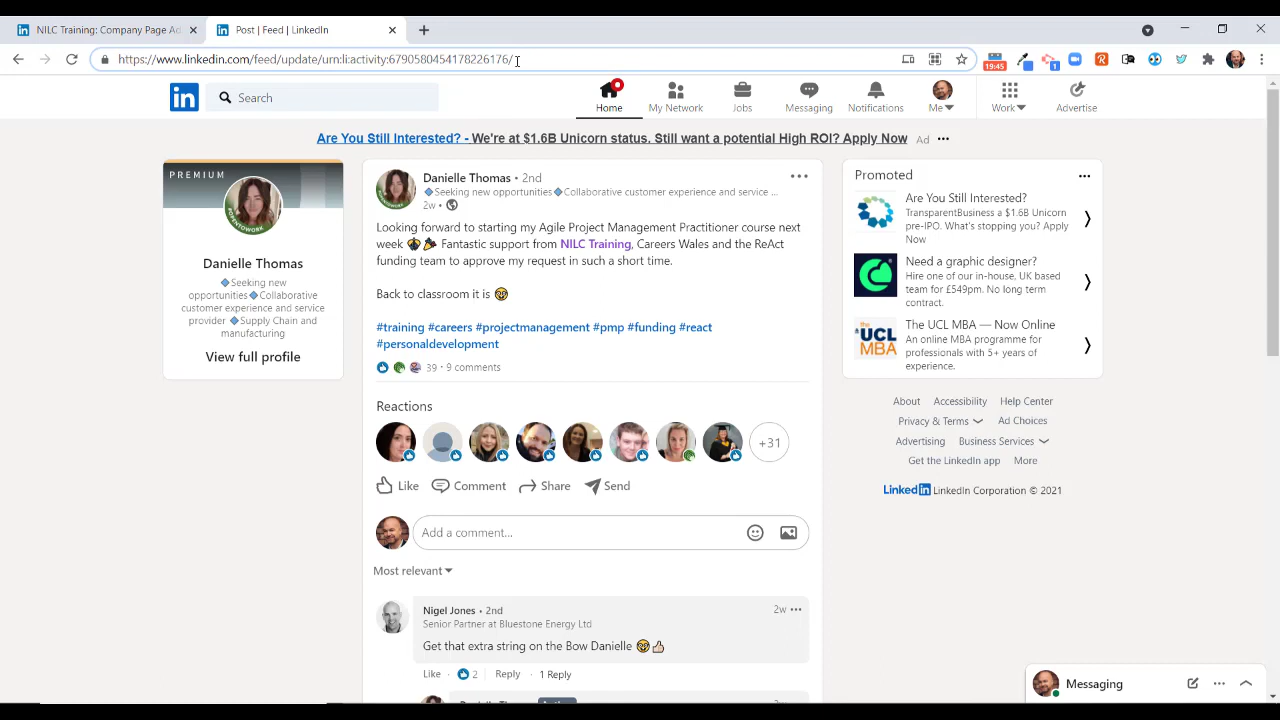 NILC Training: Company Page Ad
Post | Feed | LinkedIn
https://www.linkedin.com/feed/update/urn:li:activity:6790580454178226176/
19:45
1
in
Search
Home
My Network
Jobs
Messaging
Notifications
Me
Work
Advertise
Are You Still Interested? - We're at $1.6B Unicorn status. Still want a potential High ROI? Apply Now Ad
PREMIUM
#OPENTOWORK
Danielle Thomas
Seeking new
opportunities Collaborative
customer experience and service
provider Supply Chain and
manufacturing
View full profile
Danielle Thomas • 2nd
Seeking new opportunities Collaborative customer experience and service ...
2w •
Looking forward to starting my Agile Project Management Practitioner course next
week Fantastic support from NILC Training, Careers Wales and the ReAct
funding team to approve my request in such a short time.
Back to classroom it is
#training #careers #projectmanagement #pmp #funding #react
#personaldevelopment
39 · 9 comments
Reactions
+31
Like
Comment
Share
Send
Add a comment...
Most relevant
Nigel Jones • 2nd
2w
Senior Partner at Bluestone Energy Ltd
Get that extra string on the Bow Danielle
Like · 2 | Reply · 1 Reply
Promoted
Are You Still Interested?
TransparentBusiness a $1.6B Unicorn
pre-IPO. What's stopping you? Apply
Now
Need a graphic designer?
Hire one of our in-house, UK based
team for £549pm. No long term
contract.
UCL
MBA
The UCL MBA — Now Online
An online MBA programme for
professionals with 5+ years of
experience.
About Accessibility Help Center
Privacy & Terms Ad Choices
Advertising Business Services
Get the LinkedIn app More
Linked in LinkedIn Corporation © 2021
Messaging